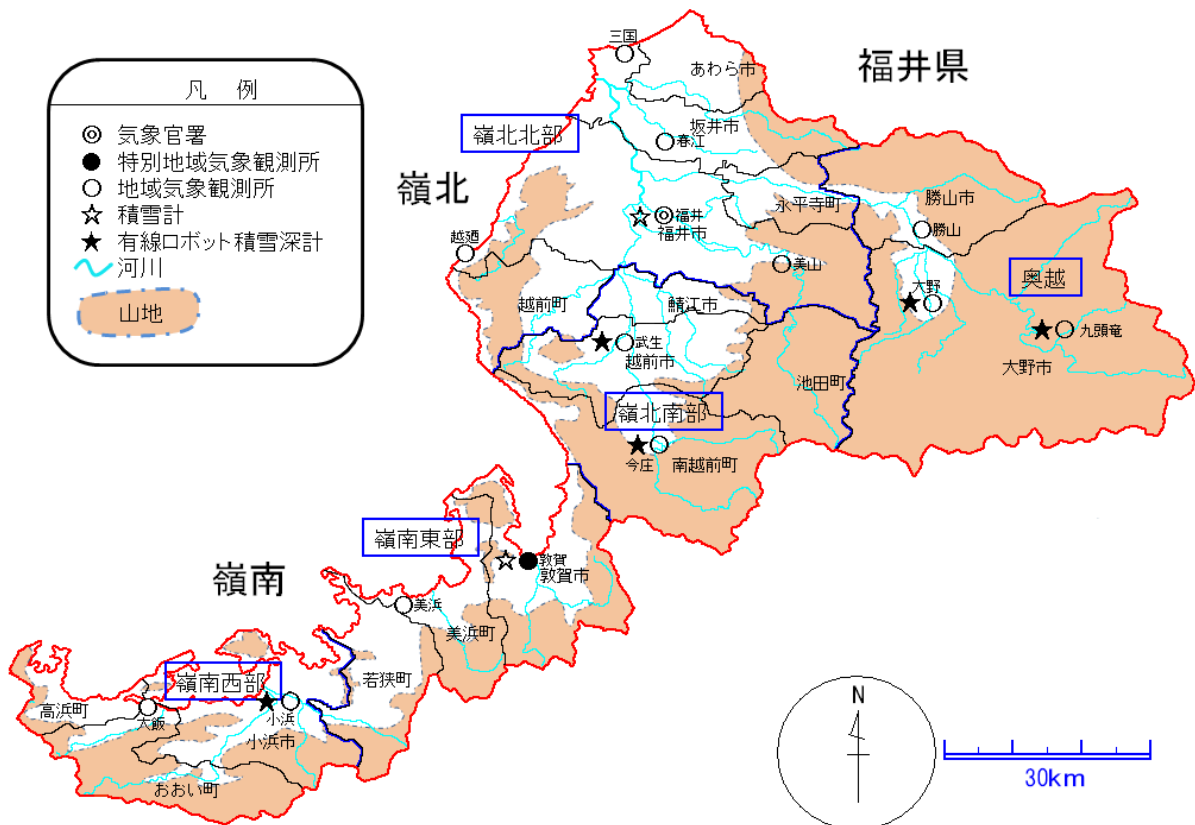 福井県
凡　例
気象官署
特別地域気象観測所
地域気象観測所
積雪計
有線ロボット積雪深計
河川
山地
三国
あわら市
坂井市
嶺北北部
春江
嶺北
永平寺町
勝山市
福井
福井市
勝山
越廼
美山
奥越
大野
越前町
鯖江市
九頭竜
武生
越前市
大野市
池田町
嶺北南部
今庄
南越前町
嶺南東部
敦賀
敦賀市
嶺南
美浜
美浜町
嶺南西部
若狭町
高浜町
大飯
小浜
小浜市
おおい町
N
30km